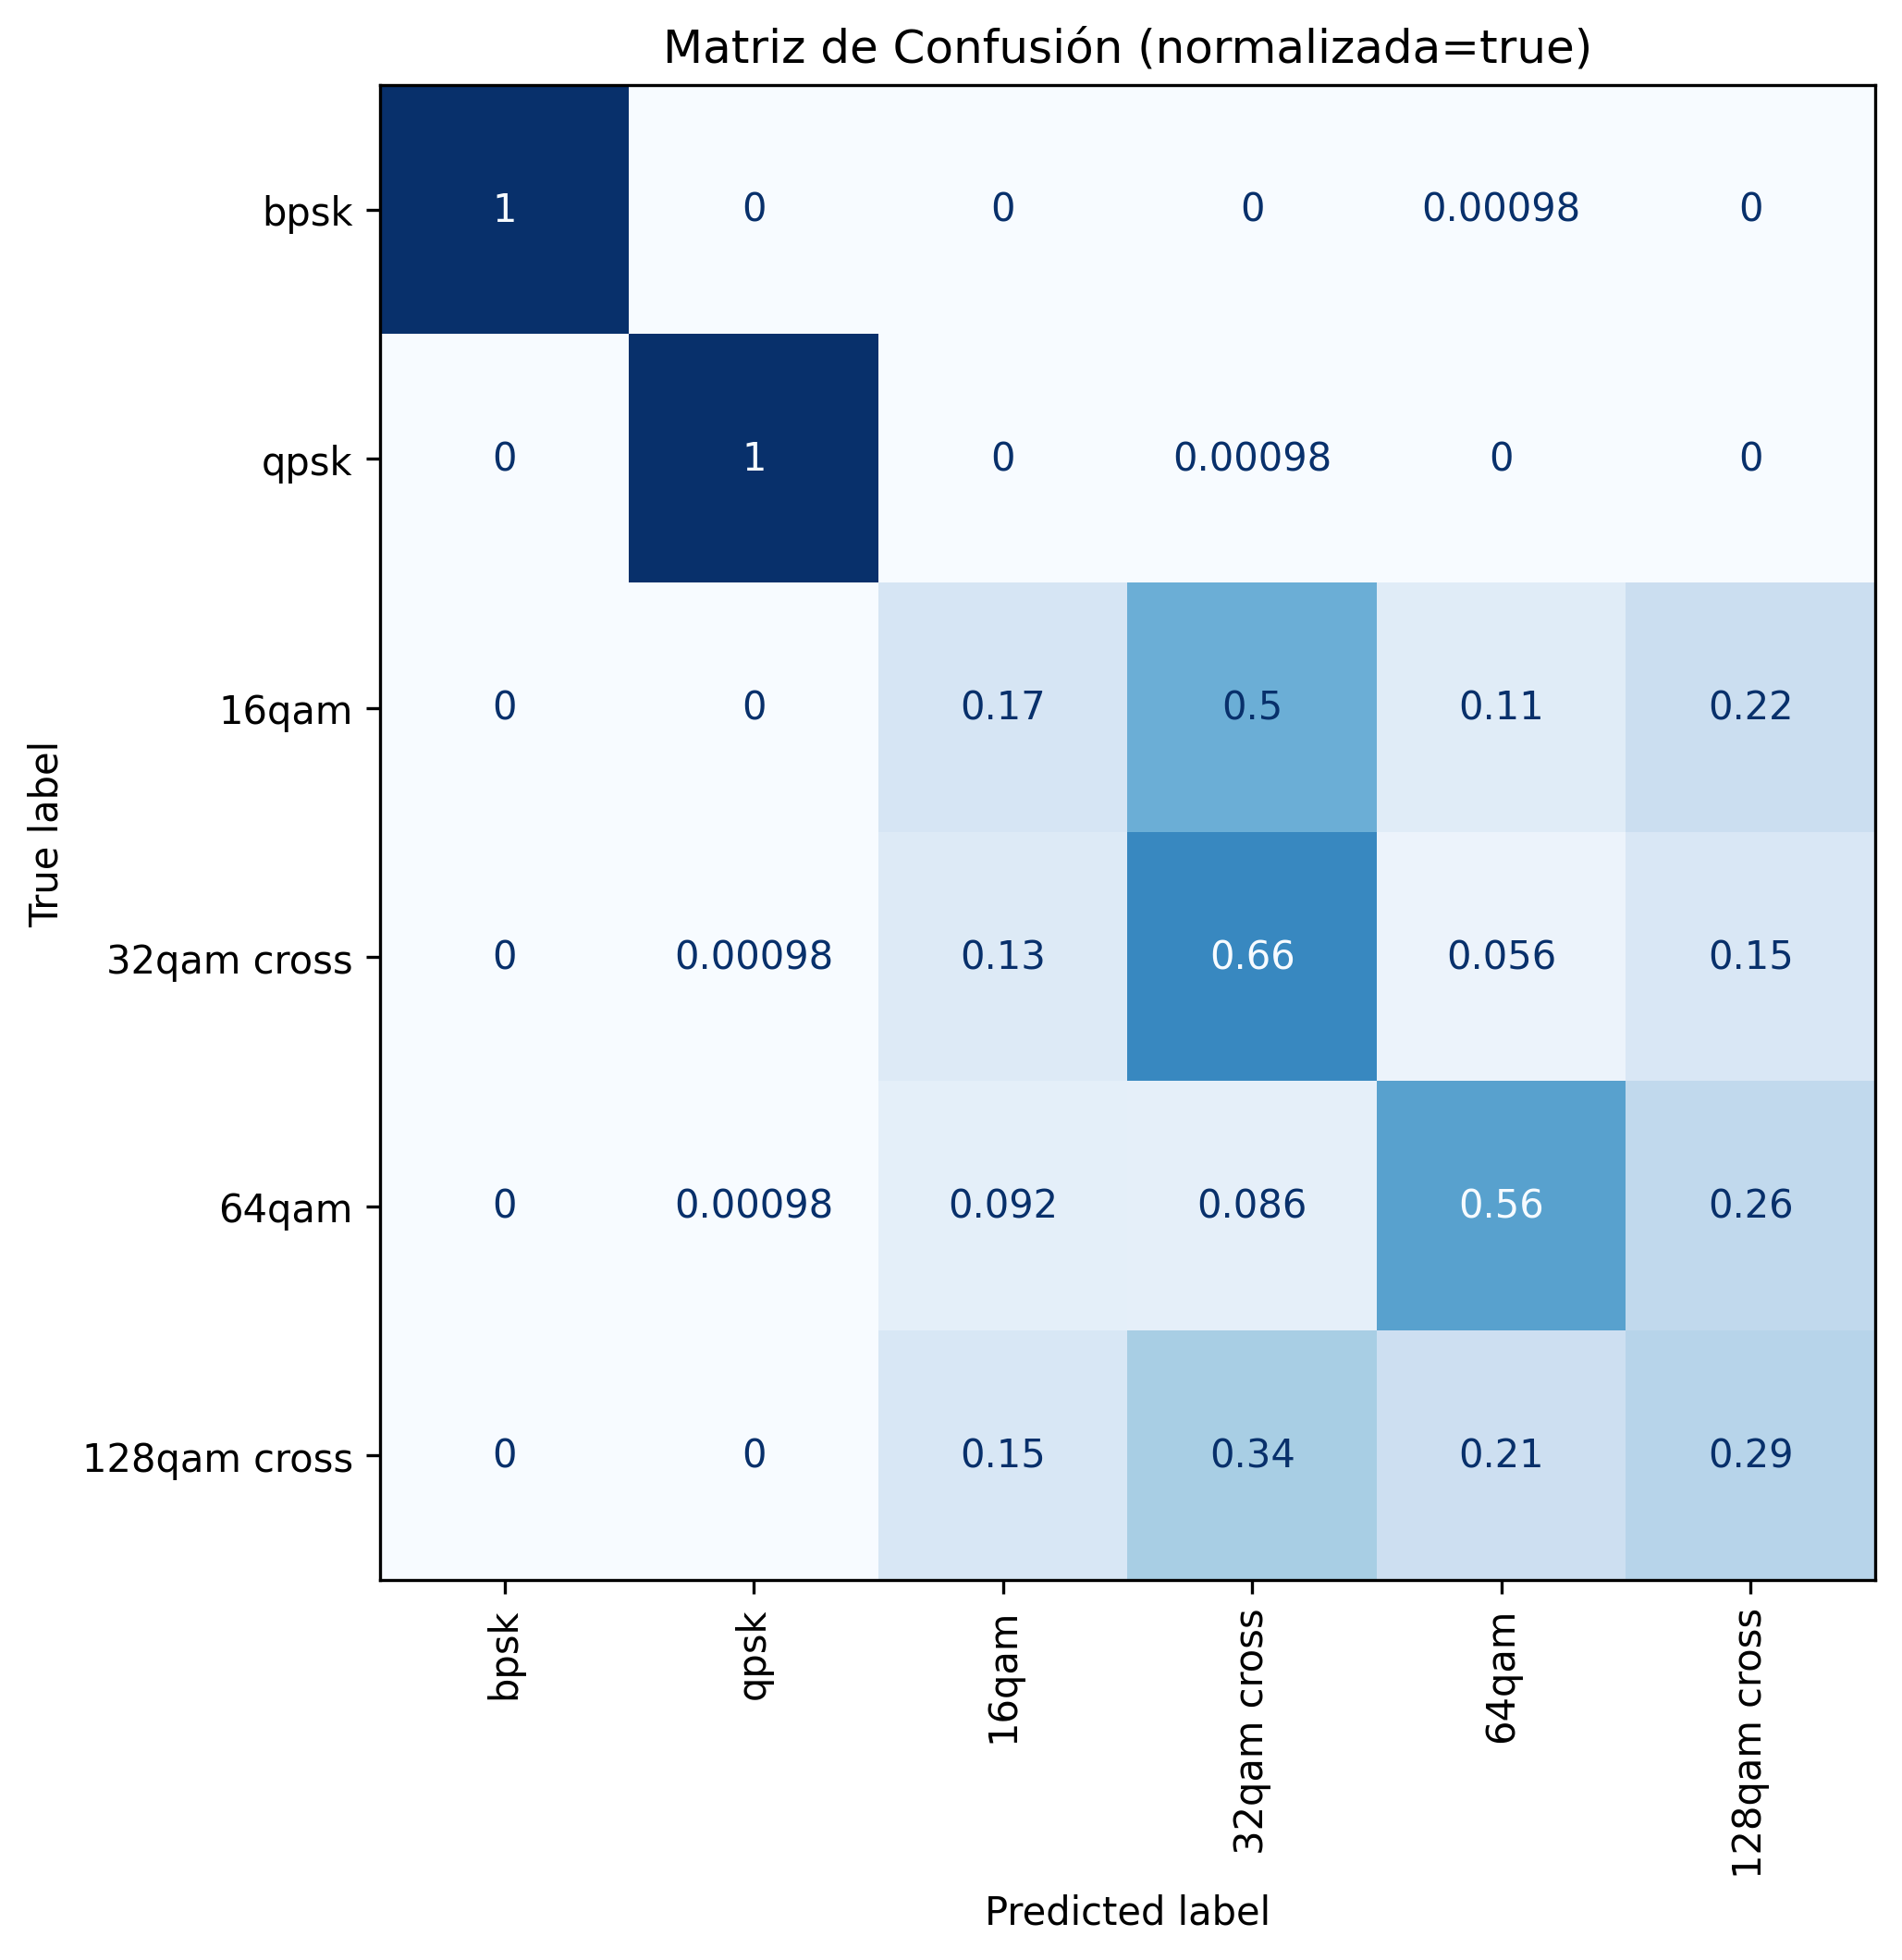 Matriz de Confusión (normalizada=true)
bpsk 1 0 0 0 0.00098 0
qpsk 0 1 0 0.00098 0 0
16qam 0 0 0.17 0.5 0.11 0.22
32qam cross 0 0.00098 0.13 0.66 0.056 0.15
64qam 0 0.00098 0.092 0.086 0.56 0.26
128qam cross 0 0 0.15 0.34 0.21 0.29
True label
bpsk
qpsk
16qam
32qam cross
64qam
128qam cross
Predicted label